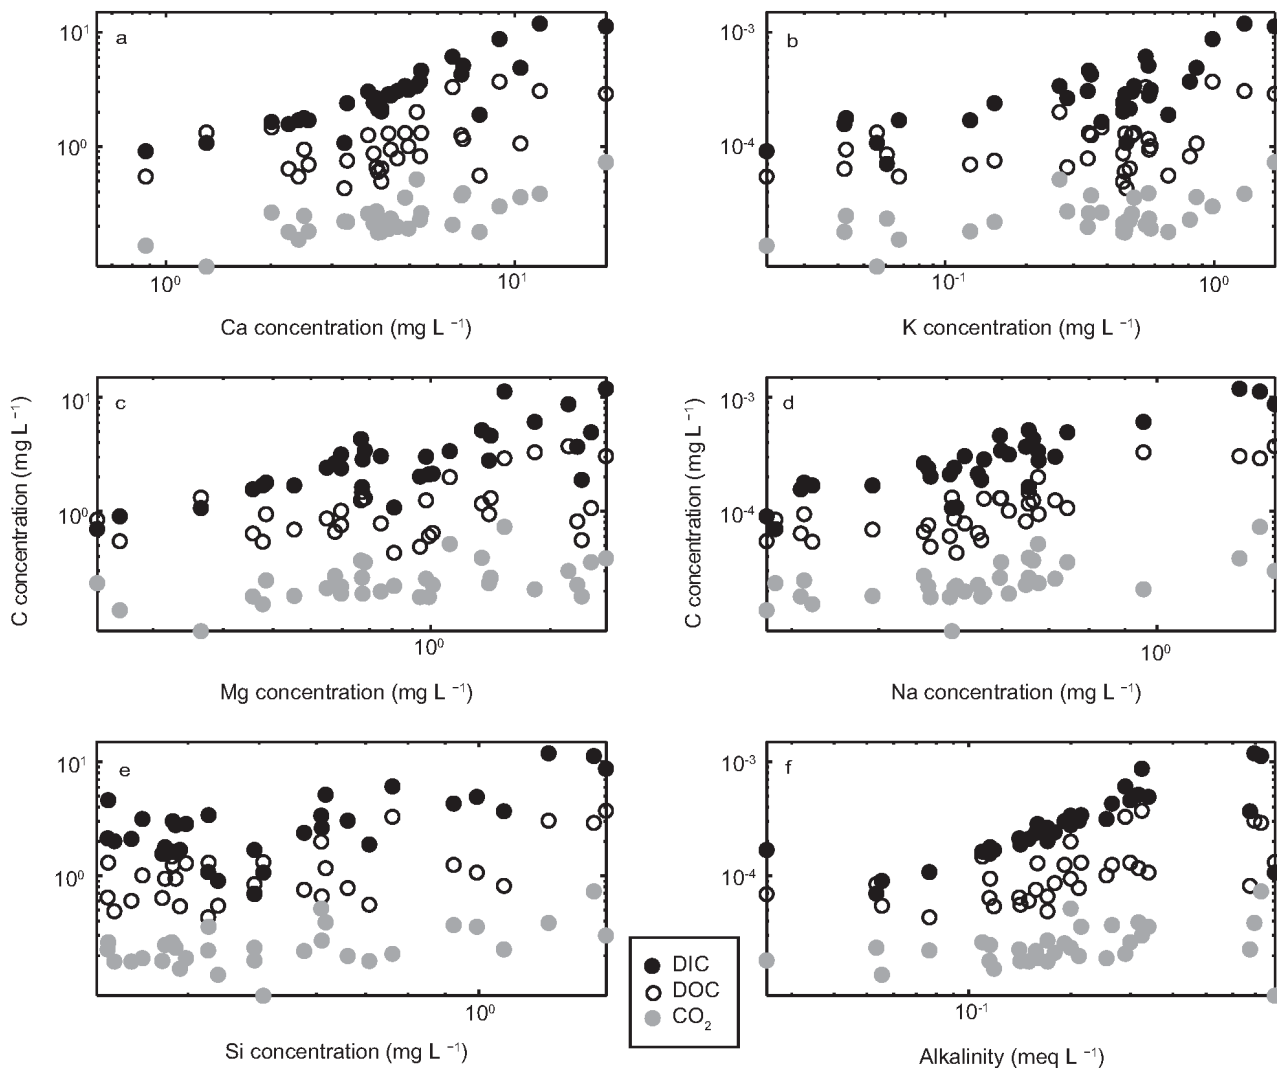 a
b
10¹
10⁰
10⁻³
10⁻⁴
10⁰
10¹
10⁻¹
10⁰
Ca concentration (mg L ⁻¹)
K concentration (mg L ⁻¹)
c
d
10¹
10⁰
10⁻³
10⁻⁴
C concentration (mg L ⁻¹)
C concentration (mg L ⁻¹)
10⁰
10⁰
Mg concentration (mg L ⁻¹)
Na concentration (mg L ⁻¹)
e
f
10¹
10⁰
10⁻³
10⁻⁴
10⁰
10⁻¹
DIC
DOC
CO₂
Si concentration (mg L ⁻¹)
Alkalinity (meq L ⁻¹)